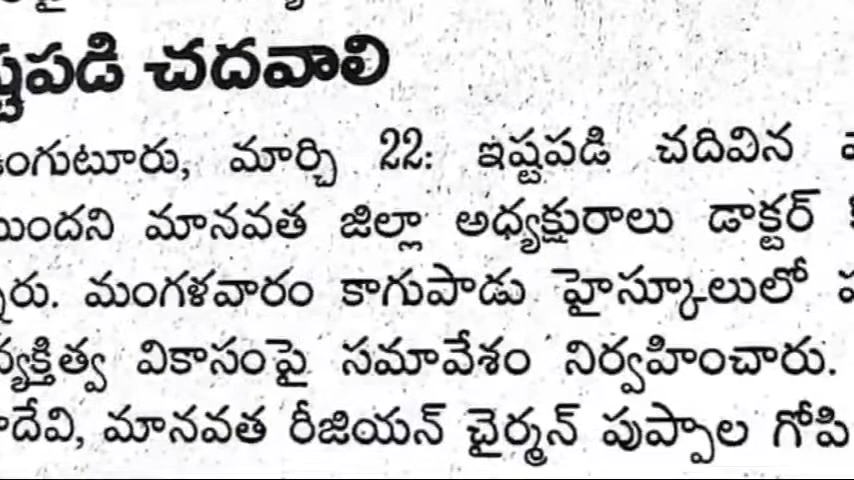 ష్టపడి చదవాలి
ంగుటూరు, మార్చి 22: ఇష్టపడి చదివిన
యిందని మానవత జిల్లా అధ్యక్షురాలు డాక్టర్
రు. మంగళవారం కాగుపాడు హైస్కూలులో
వ్యక్తిత్వ వికాసంపై సమావేశం నిర్వహించారు.
దేవి, మానవత రీజియన్ చైర్మన్ పుప్పాల గోపి